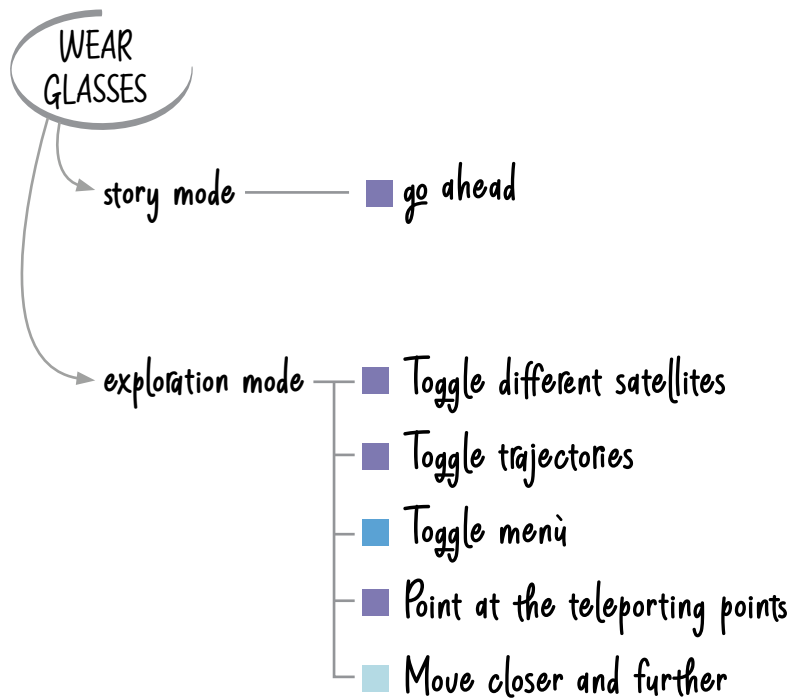 WEAR
GLASSES
story mode
go ahead
exploration mode
Toggle different satellites
Toggle trajectories
Toggle menù
Point at the teleporting points
Move closer and further